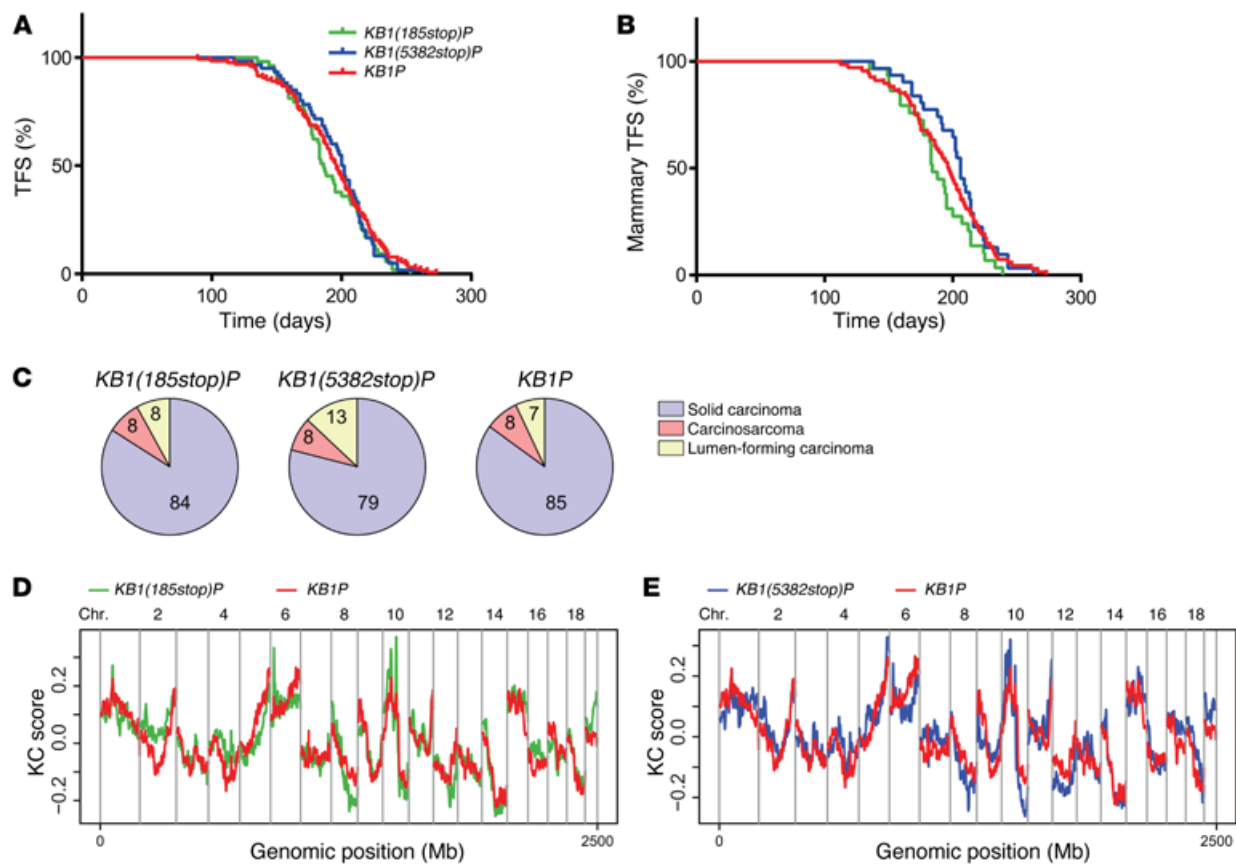 A
KB1(185stop)P
KB1(5382stop)P
KB1P
TFS (%)
100
50
0
0 100 200 300
Time (days)
B
Mammary TFS (%)
100
50
0
0 100 200 300
Time (days)
C
KB1(185stop)P
8 8
84
KB1(5382stop)P
8 13
79
KB1P
8 7
85
Solid carcinoma
Carcinosarcoma
Lumen-forming carcinoma
D
KB1(185stop)P KB1P
Chr. 2 4 6 8 10 12 14 16 18
KC score
0.2
0.0
−0.2
0 2500
Genomic position (Mb)
E
KB1(5382stop)P KB1P
Chr. 2 4 6 8 10 12 14 16 18
KC score
0.2
0.0
−0.2
0 2500
Genomic position (Mb)